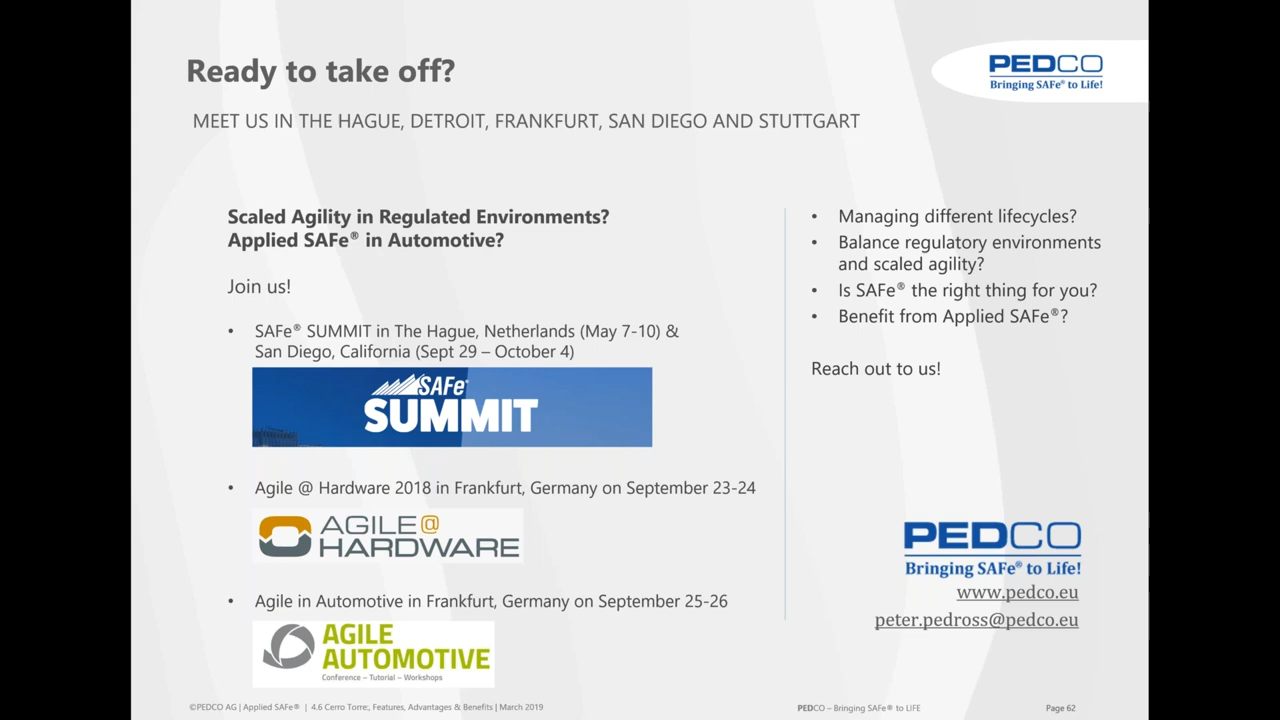 Ready to take off?
PEDCO
Bringing SAFe® to Life!
MEET US IN THE HAGUE, DETROIT, FRANKFURT, SAN DIEGO AND STUTTGART
Scaled Agility in Regulated Environments?
Applied SAFe® in Automotive?
Join us!
• SAFe® SUMMIT in The Hague, Netherlands (May 7-10) &
San Diego, California (Sept 29 – October 4)
SAFe®
SUMMIT
• Agile @ Hardware 2018 in Frankfurt, Germany on September 23-24
AGILE@
HARDWARE
• Agile in Automotive in Frankfurt, Germany on September 25-26
AGILE
AUTOMOTIVE
Conference – Tutorial – Workshops
• Managing different lifecycles?
• Balance regulatory environments
and scaled agility?
• Is SAFe® the right thing for you?
• Benefit from Applied SAFe®?
Reach out to us!
PEDCO
Bringing SAFe® to Life!
www.pedco.eu
peter.pedross@pedco.eu
©PEDCO AG | Applied SAFe® | 4.6 Cerro Torre:, Features, Advantages & Benefits | March 2019
PEDCO – Bringing SAFe® to LIFE
Page 62